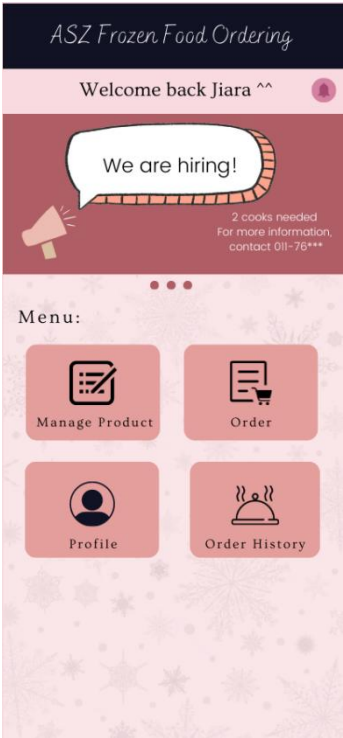 ASZ Frozen Food Ordering
Welcome back Jiara ^^
We are hiring!
2 cooks needed
For more information,
contact 011-76***
Menu:
Manage Product
Order
Profile
Order History